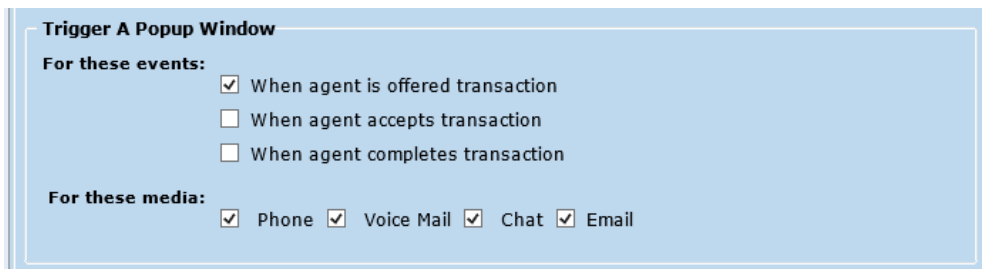 Trigger A Popup Window
For these events:
When agent is offered transaction
When agent accepts transaction
When agent completes transaction
For these media:
Phone Voice Mail Chat Email